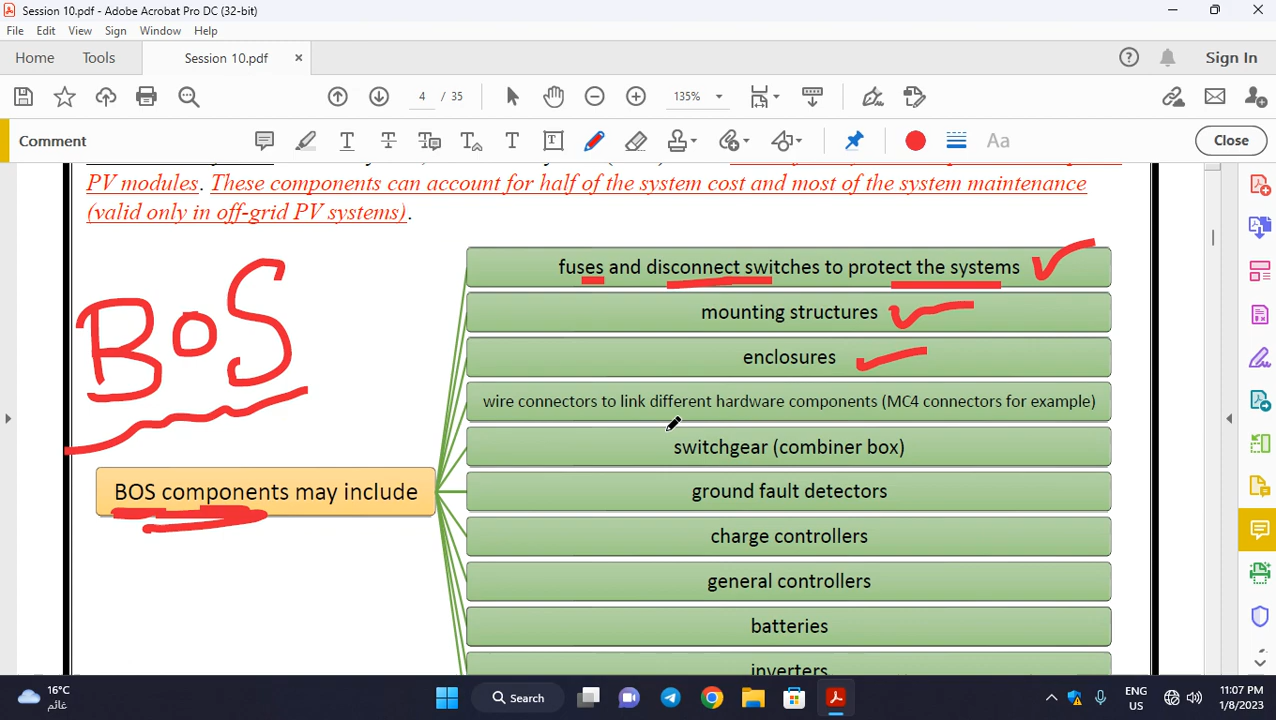 Session 10.pdf - Adobe Acrobat Pro DC (32-bit)
File Edit View Sign Window Help
Home Tools Session 10.pdf Sign In
4 / 35 135%
Comment Close
PV modules. These components can account for half of the system cost and most of the system maintenance
(valid only in off-grid PV systems).
BoS
BOS components may include
fuses and disconnect switches to protect the systems
mounting structures
enclosures
wire connectors to link different hardware components (MC4 connectors for example)
switchgear (combiner box)
ground fault detectors
charge controllers
general controllers
batteries
inverters
16°C
غائم
Search
ENG
US
11:07 PM
1/8/2023